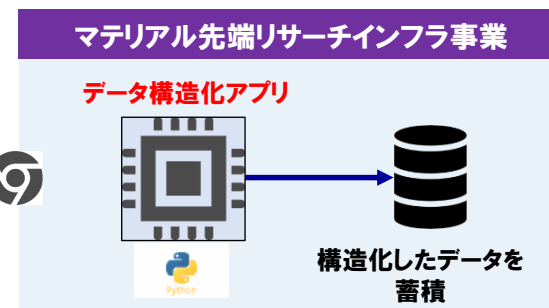 マテリアル先端リサーチインフラ事業
データ構造化アプリ
Python
構造化したデータを
蓄積